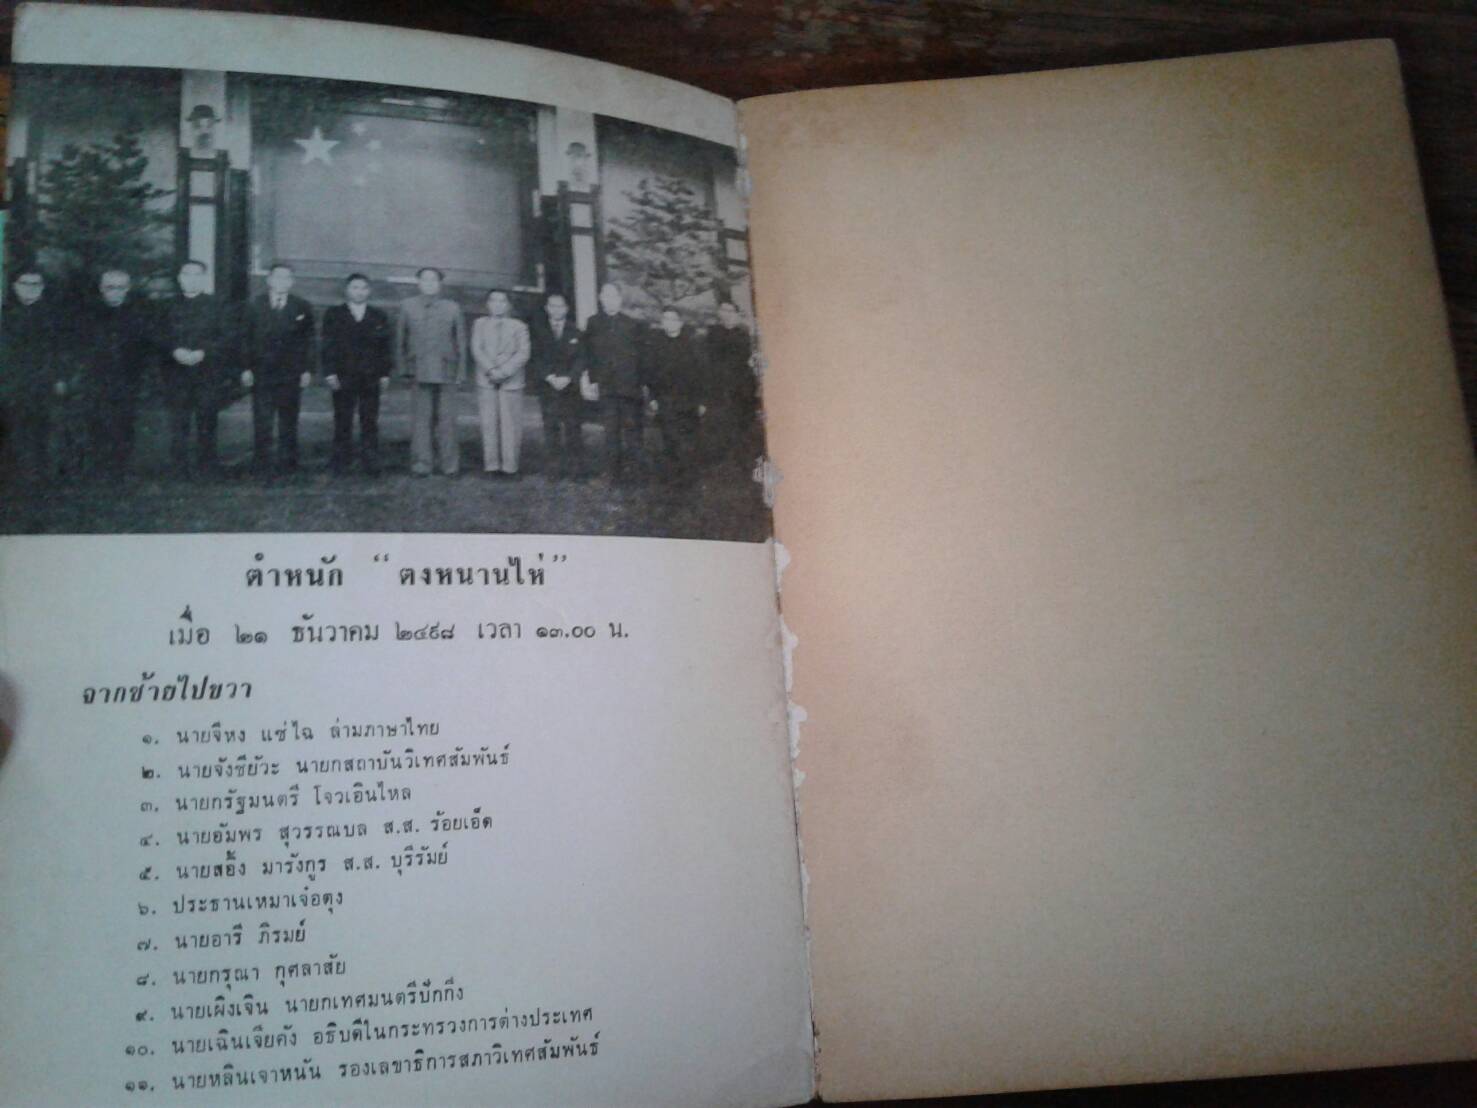 ตำหนัก “ตงหนานไห่”
เมื่อ ๒๑ ธันวาคม ๒๔๙๘ เวลา ๑๓.๐๐ น.
จากซ้ายไปขวา
๑. นายจีหง แซ่ไฉ ล่ามภาษาไทย
๒. นายจังซียัวะ นายกสถาบันวิเทศสัมพันธ์
๓. นายกรัฐมนตรี โจวเอินไหล
๔. นายอัมพร สุวรรณบล ส.ส. ร้อยเอ็ด
๕. นายสอิ้ง มารังกูร ส.ส. บุรีรัมย์
๖. ประธานเหมาเจ๋อตุง
๗. นายอารี ภิรมย์
๘. นายกรุณา กุศลาสัย
๙. นายเผิงเจิน นายกเทศมนตรีปักกิ่ง
๑๐. นายเฉินเจียคัง อธิบดีในกระทรวงการต่างประเทศ
๑๑. นายหลินเจาหนัน รองเลขาธิการสภาวิเทศสัมพันธ์